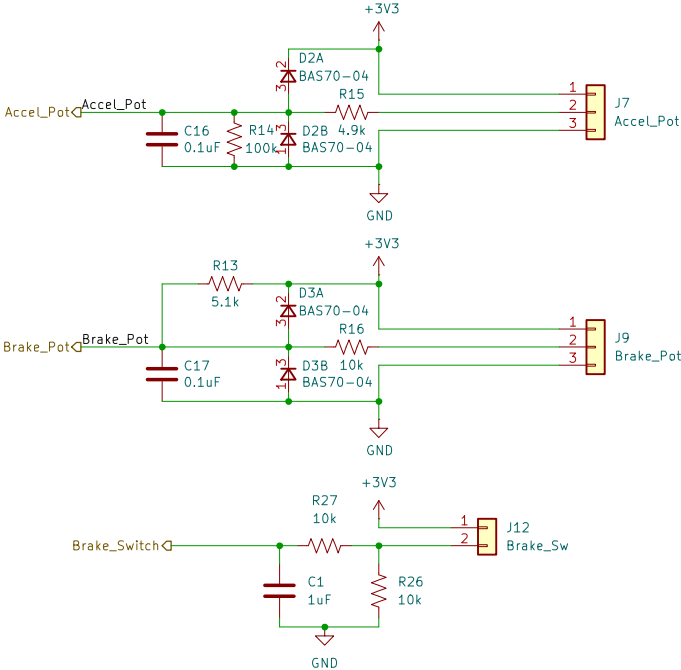 +3V3
D2A
BAS70-04
2
3
R15
4.9k
1
2
3
J7
Accel_Pot
Accel_Pot
Accel_Pot
C16
0.1uF
R14
100k
3
1
D2B
BAS70-04
GND
+3V3
R13
5.1k
D3A
BAS70-04
2
3
R16
10k
1
2
3
J9
Brake_Pot
Brake_Pot
Brake_Pot
C17
0.1uF
3
1
D3B
BAS70-04
GND
+3V3
R27
10k
1
2
J12
Brake_Sw
Brake_Switch
C1
1uF
R26
10k
GND